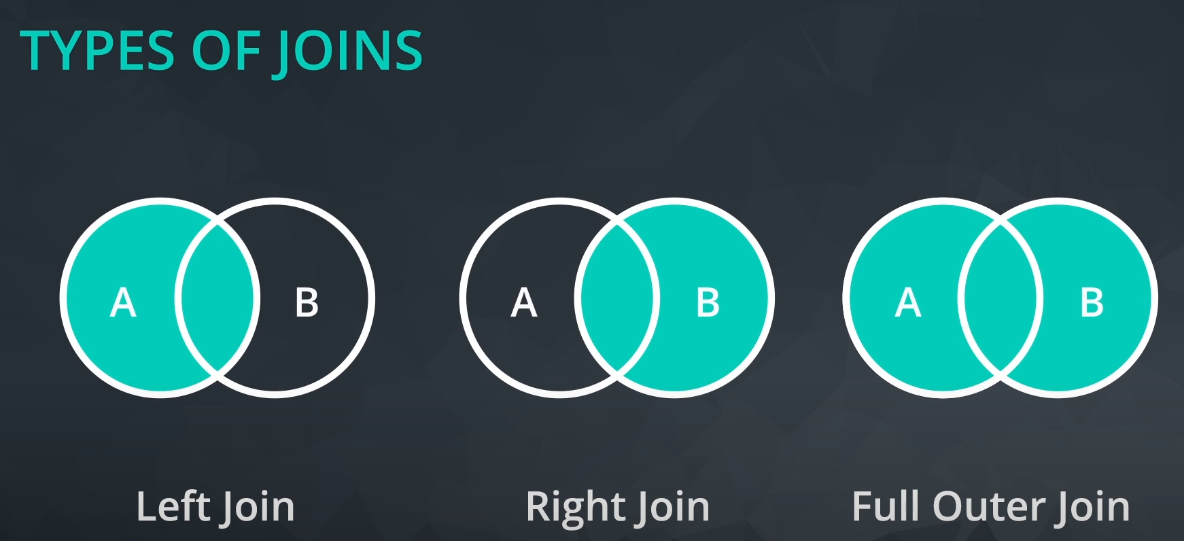 TYPES OF JOINS
A B
A B
A B
Left Join
Right Join
Full Outer Join